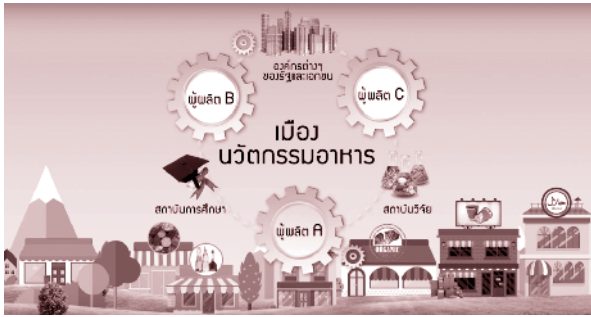 องค์กรต่างๆ
ของรัฐและเอกชน
ผู้ผลิต B
ผู้ผลิต C
เมือง
นวัตกรรมอาหาร
สถาบันการศึกษา
สถาบันวิจัย
ผู้ผลิต A
ORGANIC